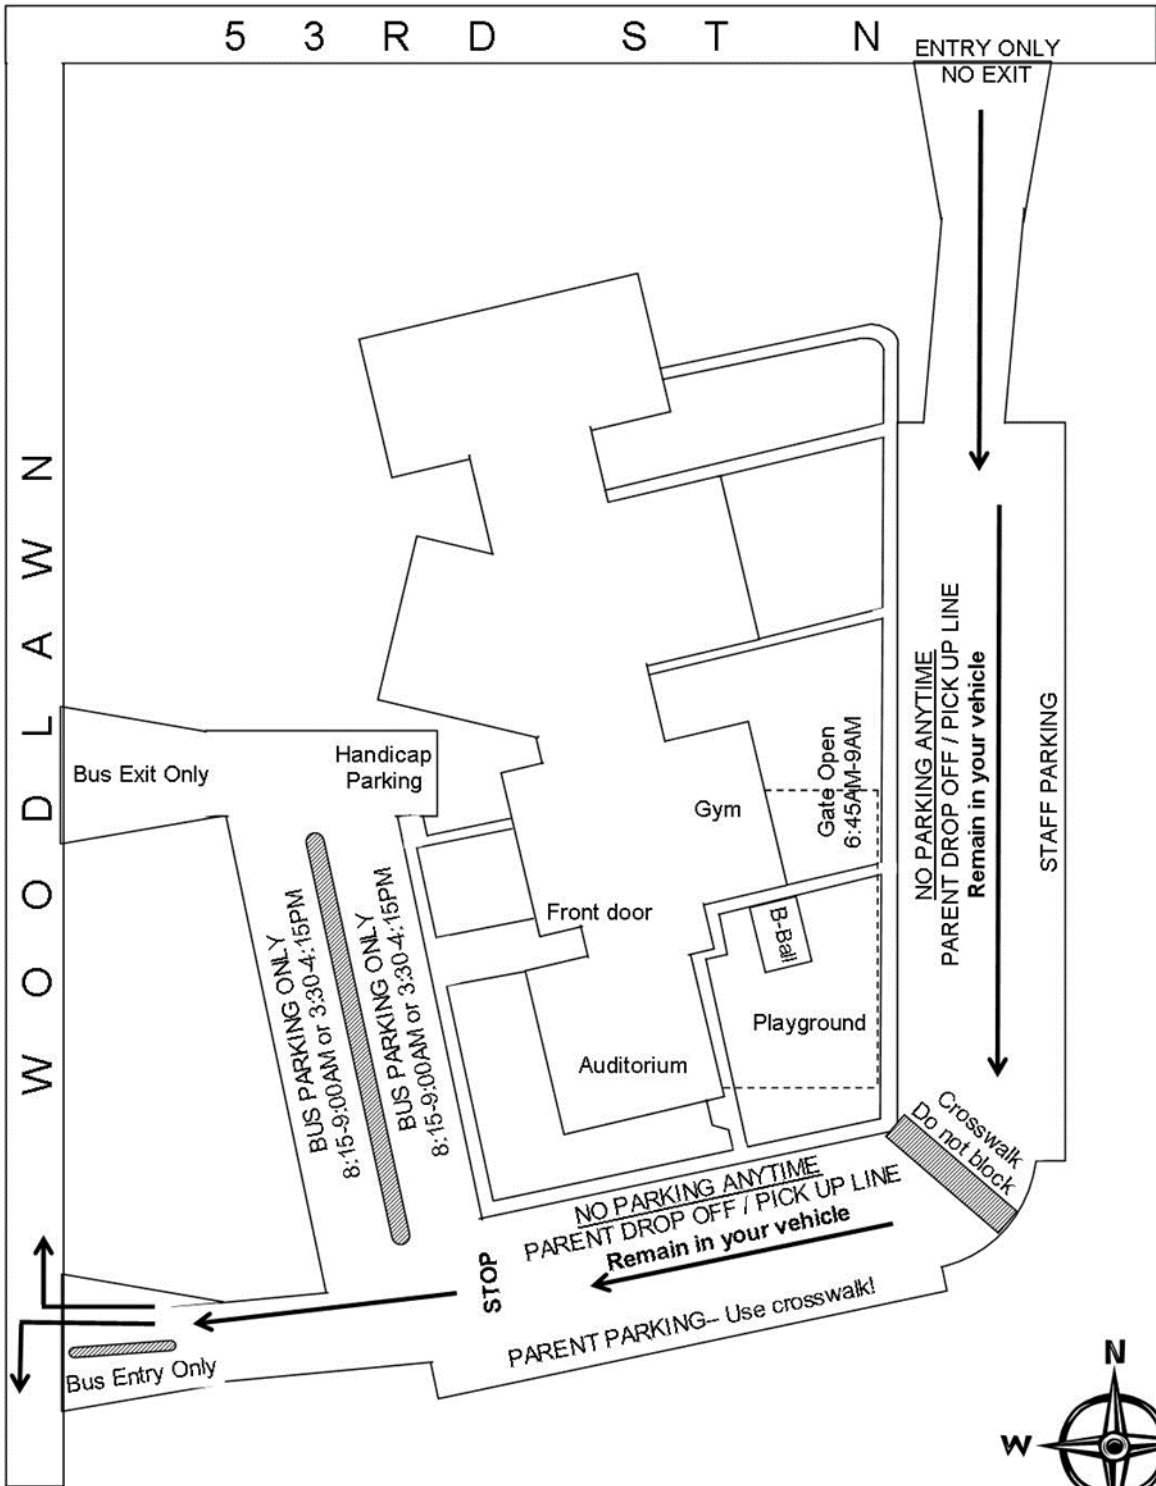 53RD ST N
ENTRY ONLY
NO EXIT
WOODLAWN
Bus Exit Only
Handicap
Parking
Gym
Gate Open
6:45AM-9AM
NO PARKING ANYTIME
PARENT DROP OFF / PICK UP LINE
Remain in your vehicle
STAFF PARKING
BUS PARKING ONLY
8:15-9:00AM or 3:30-4:15PM
BUS PARKING ONLY
8:15-9:00AM or 3:30-4:15PM
Front door
B-Ball
Playground
Auditorium
Crosswalk
Do not block
NO PARKING ANYTIME
PARENT DROP OFF / PICK UP LINE
Remain in your vehicle
STOP
PARENT PARKING-- Use crosswalk!
Bus Entry Only
N
W